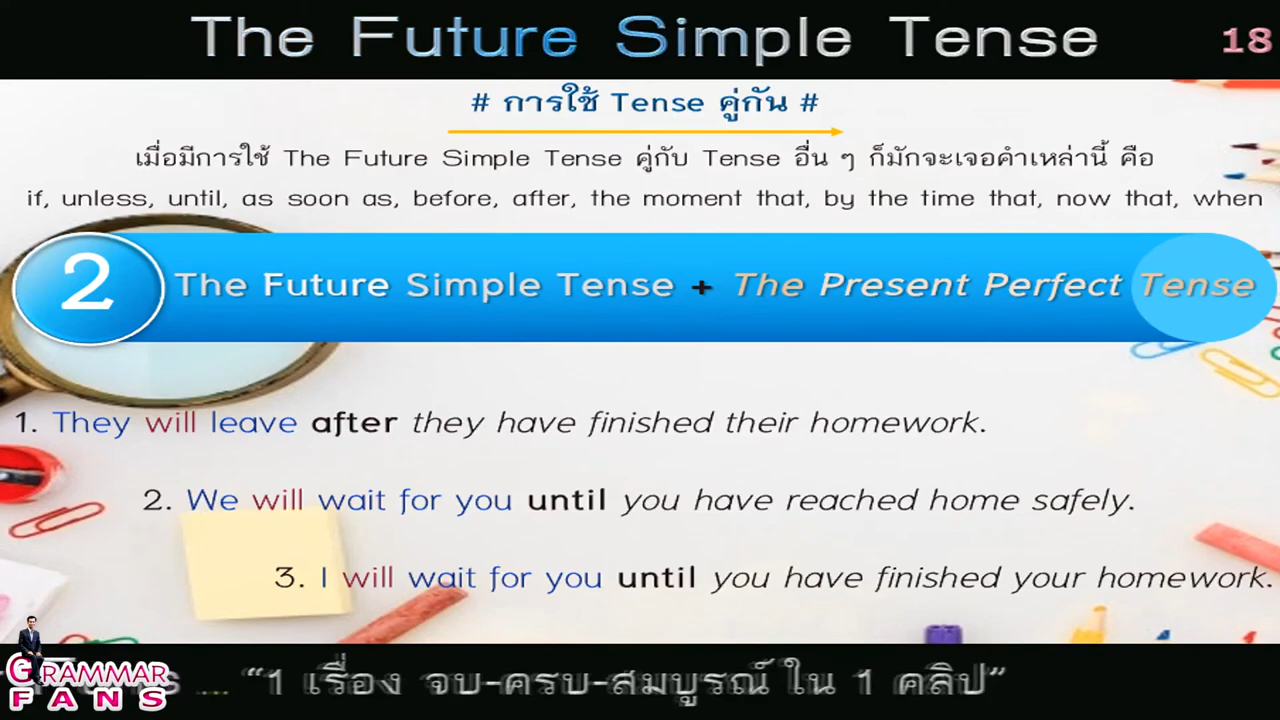 The Future Simple Tense
18
# การใช้ Tense คู่กัน #
เมื่อมีการใช้ The Future Simple Tense คู่กับ Tense อื่น ๆ ก็มักจะเจอคำเหล่านี้ คือ
if, unless, until, as soon as, before, after, the moment that, by the time that, now that, when
2 The Future Simple Tense + The Present Perfect Tense
1. They will leave after they have finished their homework.
2. We will wait for you until you have reached home safely.
3. I will wait for you until you have finished your homework.
GRAMMAR
FANS
.... “1 เรื่อง จบ-ครบ-สมบูรณ์ ใน 1 คลิป”